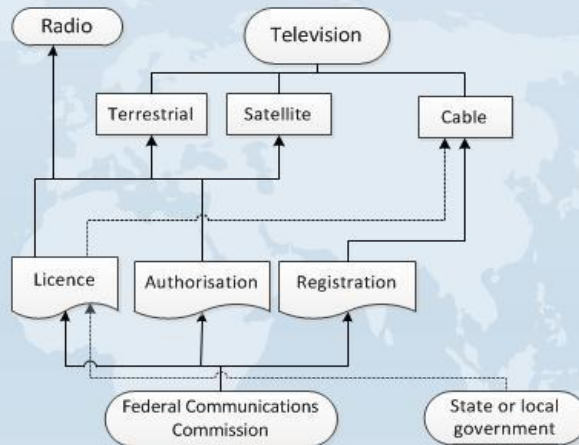 Radio
Television
Terrestrial
Satellite
Cable
Licence
Authorisation
Registration
Federal Communications
Commission
State or local
government